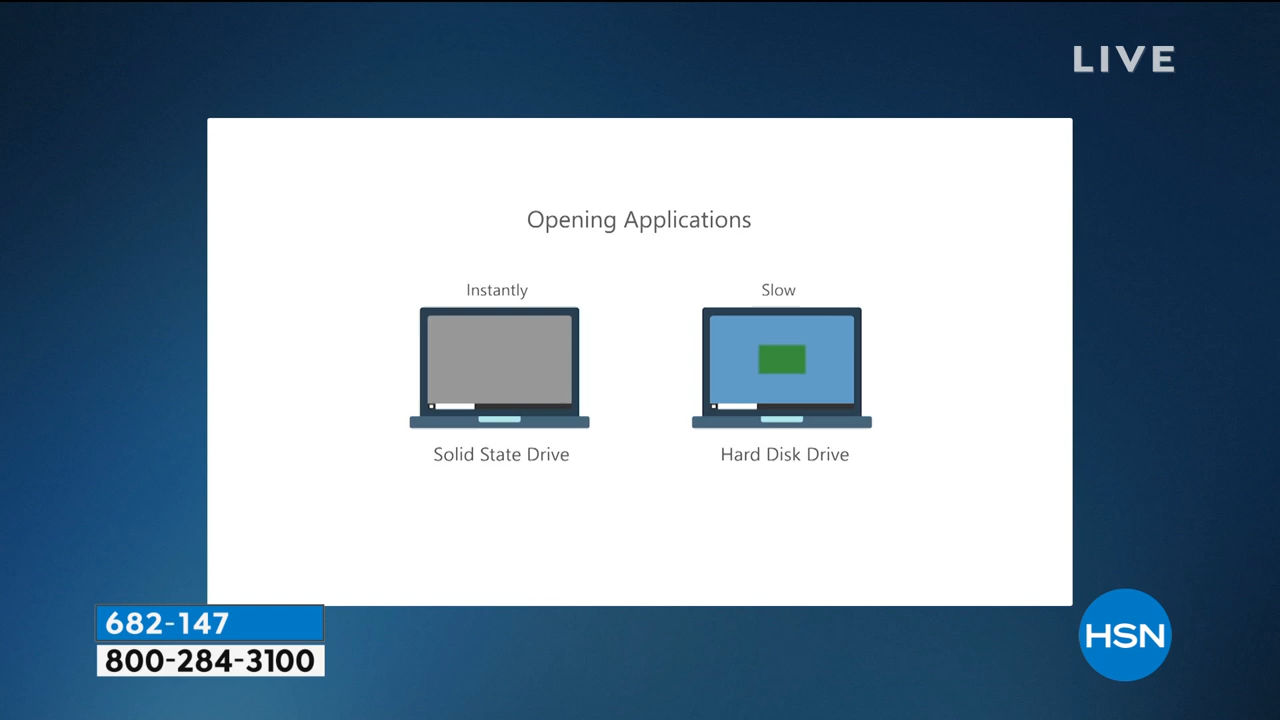 LIVE
Opening Applications
Instantly
Slow
Solid State Drive
Hard Disk Drive
682-147
800-284-3100
HSN